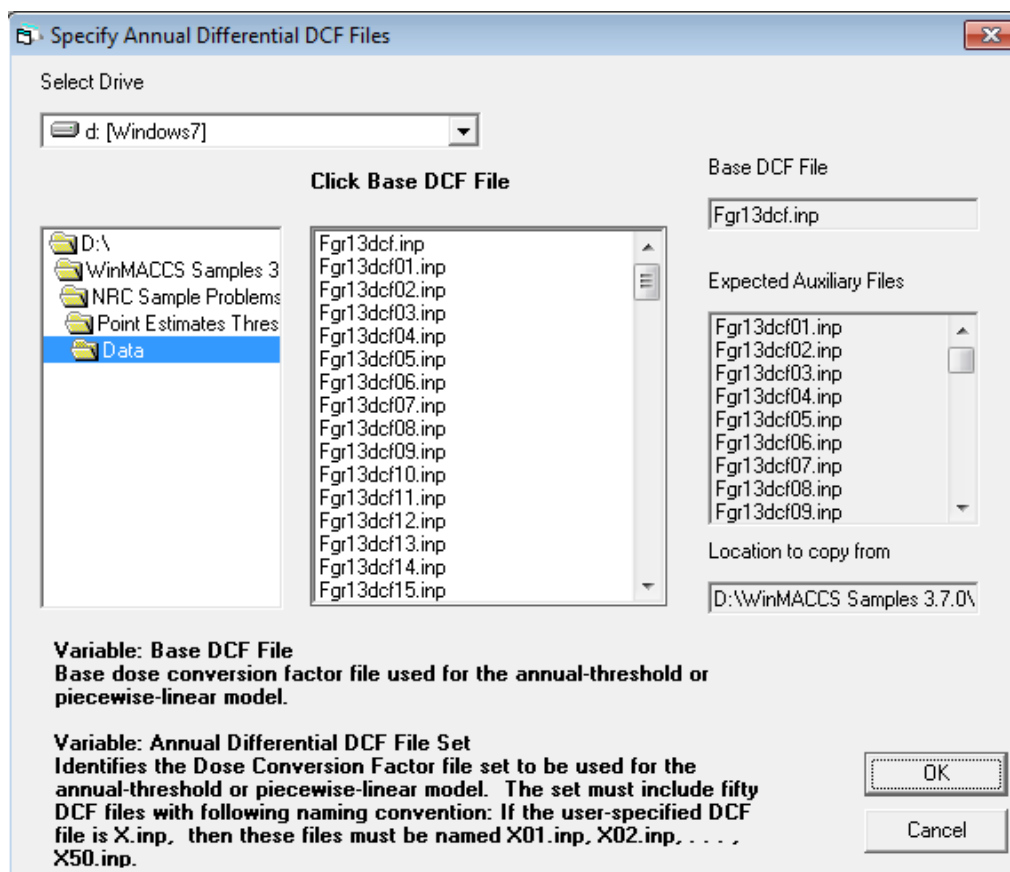 Specify Annual Differential DCF Files
Select Drive
d: [Windows7]
Click Base DCF File
D:\
WinMACCS Samples 3
NRC Sample Problems
Point Estimates Thres
Data
Fgr13dcf.inp
Fgr13dcf01.inp
Fgr13dcf02.inp
Fgr13dcf03.inp
Fgr13dcf04.inp
Fgr13dcf05.inp
Fgr13dcf06.inp
Fgr13dcf07.inp
Fgr13dcf08.inp
Fgr13dcf09.inp
Fgr13dcf10.inp
Fgr13dcf11.inp
Fgr13dcf12.inp
Fgr13dcf13.inp
Fgr13dcf14.inp
Fgr13dcf15.inp
Base DCF File
Fgr13dcf.inp
Expected Auxiliary Files
Fgr13dcf01.inp
Fgr13dcf02.inp
Fgr13dcf03.inp
Fgr13dcf04.inp
Fgr13dcf05.inp
Fgr13dcf06.inp
Fgr13dcf07.inp
Fgr13dcf08.inp
Fgr13dcf09.inp
Location to copy from
D:\WinMACCS Samples 3.7.0\
Variable: Base DCF File
Base dose conversion factor file used for the annual-threshold or
piecewise-linear model.
Variable: Annual Differential DCF File Set
Identifies the Dose Conversion Factor file set to be used for the
annual-threshold or piecewise-linear model. The set must include fifty
DCF files with following naming convention: If the user-specified DCF
file is X.inp, then these files must be named X01.inp, X02.inp, . . . . ,
X50.inp.
OK
Cancel